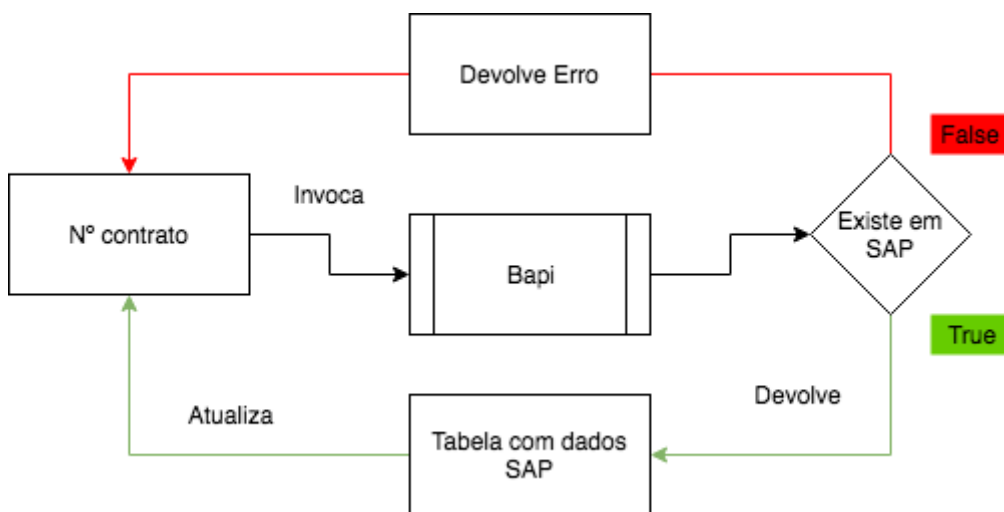 Devolve Erro
False
Invoca
Nº contrato
Bapi
Existe em
SAP
True
Devolve
Atualiza
Tabela com dados
SAP